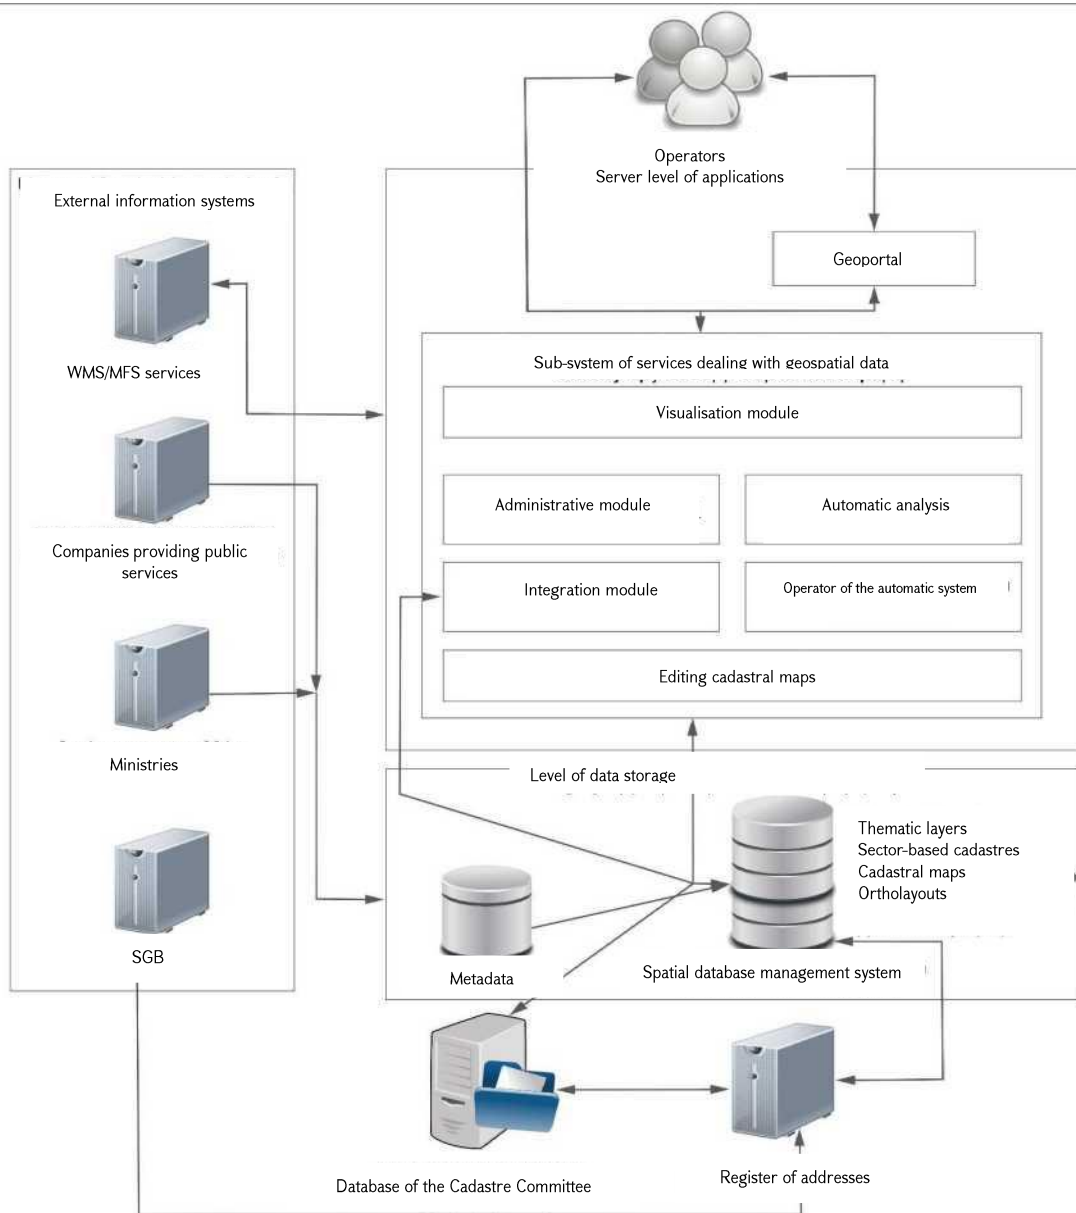 Operators
Server level of applications
External information systems
Geoportal
WMS/MFS services
Sub-system of services dealing with geospatial data
Visualisation module
Administrative module
Automatic analysis
Companies providing public
services
Integration module
Operator of the automatic system
Editing cadastral maps
Ministries
Level of data storage
Thematic layers
Sector-based cadastres
Cadastral maps
Ortholayouts
SGB
Metadata
Spatial database management system
Database of the Cadastre Committee
Register of addresses